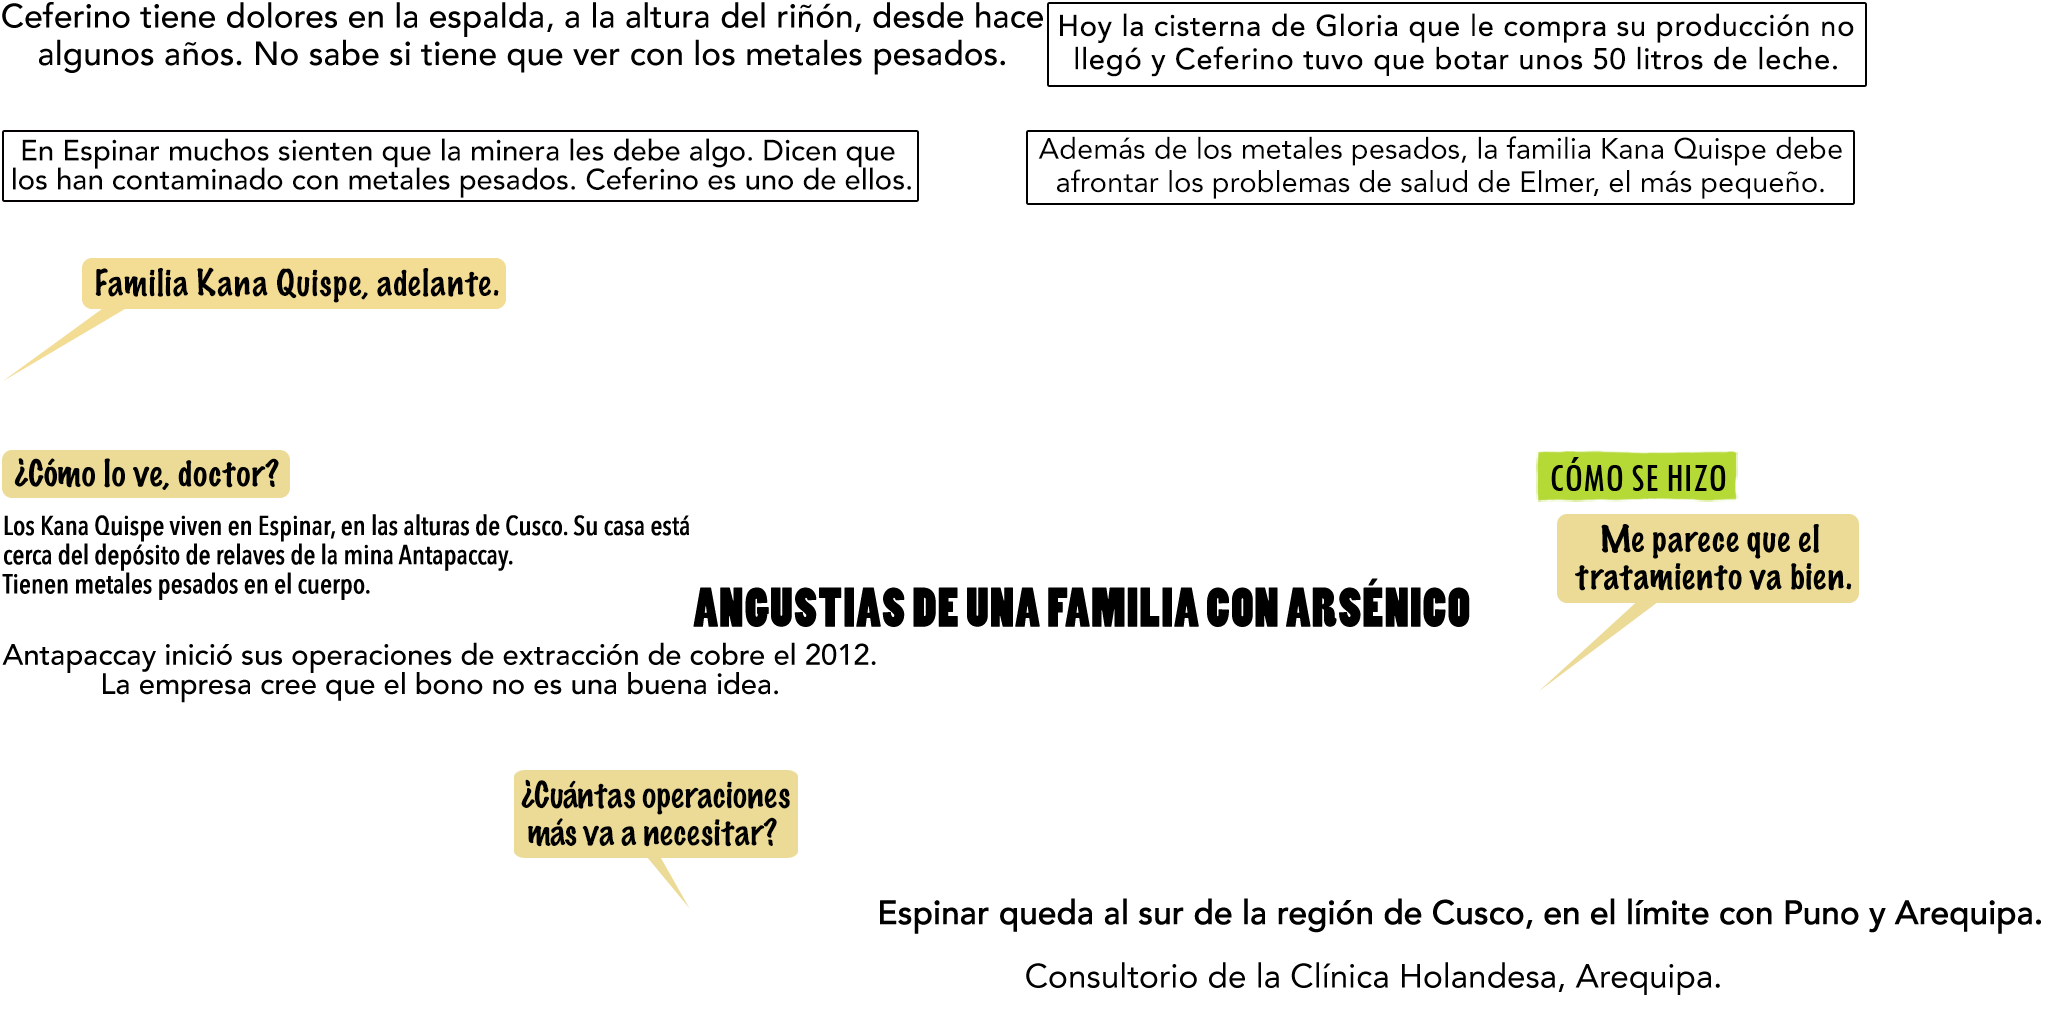 Ceferino tiene dolores en la espalda, a la altura del riñón, desde hace
algunos años. No sabe si tiene que ver con los metales pesados.
Hoy la cisterna de Gloria que le compra su producción no
llegó y Ceferino tuvo que botar unos 50 litros de leche.
En Espinar muchos sienten que la minera les debe algo. Dicen que
los han contaminado con metales pesados. Ceferino es uno de ellos.
Además de los metales pesados, la familia Kana Quispe debe
afrontar los problemas de salud de Elmer, el más pequeño.
Familia Kana Quispe, adelante.
¿Cómo lo ve, doctor?
CÓMO SE HIZO
Los Kana Quispe viven en Espinar, en las alturas de Cusco. Su casa está
cerca del depósito de relaves de la mina Antapaccay.
Tienen metales pesados en el cuerpo.
Me parece que el
tratamiento va bien.
ANGUSTIAS DE UNA FAMILIA CON ARSÉNICO
Antapaccay inició sus operaciones de extracción de cobre el 2012.
La empresa cree que el bono no es una buena idea.
¿Cuántas operaciones
más va a necesitar?
Espinar queda al sur de la región de Cusco, en el límite con Puno y Arequipa.
Consultorio de la Clínica Holandesa, Arequipa.